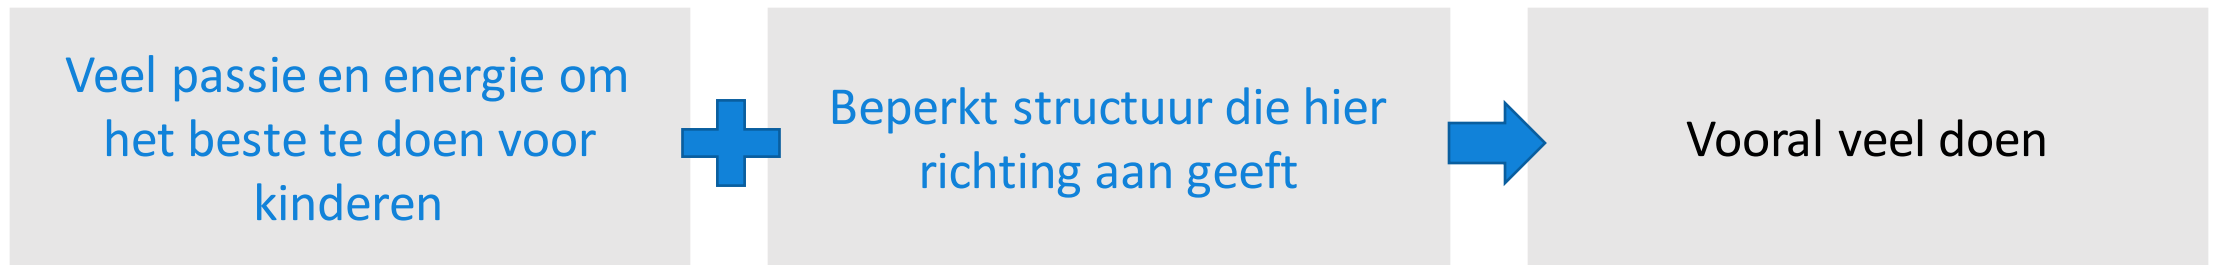 Veel passie en energie om
het beste te doen voor
kinderen
Beperkt structuur die hier
richting aan geeft
Vooral veel doen